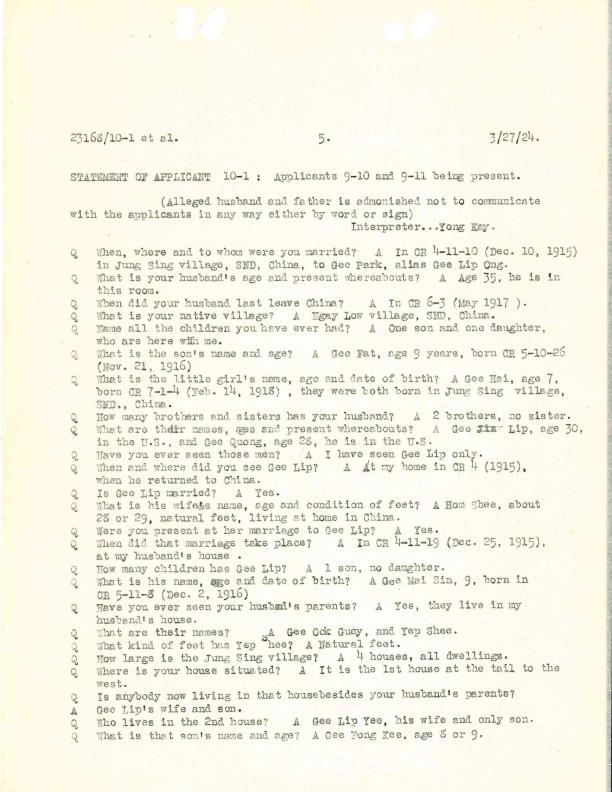 23168/10-1 et al. 5. 3/27/24.
STATEMENT OF APPLICANT 10-1 : Applicants 9-10 and 9-11 being present.
(Alleged husband and father is admonished not to communicate
with the applicants in any way either by word or sign)
Interpreter...Yong Kay.
Q When, where and to whom were you married? A In CR 4-11-10 (Dec. 10, 1915)
in Jung Sing village, SND, China, to Gee Park, alias Gee Lip Ong.
Q What is your husband's age and present whereabouts? A Age 35, he is in
this room.
Q When did your husband last leave China? A In CR 6-3 (May 1917 ).
Q What is your native village? A Ngay Low village, SND, China.
Q Name all the children you have ever had? A One son and one daughter,
who are here with me.
Q What is the son's name and age? A Gee Fat, age 9 years, born CR 5-10-26
(Nov. 21, 1916)
Q What is the little girl's name, age and date of birth? A Gee Hai, age 7,
born CR 7-1-4 (Feb. 14, 1918) , they were both born in Jung Sing village,
SND., China.
Q How many brothers and sisters has your husband? A 2 brothers, no sister.
Q What are their names, ages and present whereabouts? A Gee Lip, age 30,
in the U.S., and Gee Quong, age 28, he is in the U.S.
Q Have you ever seen those men? A I have seen Gee Lip only.
Q When and where did you see Gee Lip? A At my home in CR 4 (1915),
when he returned to China.
Q Is Gee Lip married? A Yes.
Q What is his wife's name, age and condition of feet? A Hom Shee, about
28 or 29, natural feet, living at home in China.
Q Were you present at her marriage to Gee Lip? A Yes.
Q When did that marriage take place? A In CR 4-11-19 (Dec. 25, 1915),
at my husband's house .
Q How many children has Gee Lip? A 1 son, no daughter.
Q What is his name, age and date of birth? A Gee Mai Sin, 9, born in
CR 5-11-8 (Dec. 2, 1916)
Q Have you ever seen your husband's parents? A Yes, they live in my
husband's house.
Q What are their names? A Gee Ock Guey, and Yep Shee.
Q What kind of feet has Yep Shee? A Natural feet.
Q How large is the Jung Sing village? A 4 houses, all dwellings.
Q Where is your house situated? A It is the 1st house at the tail to the
west.
Q Is anybody now living in that housebesides your husband's parents?
A Gee Lip's wife and son.
Q Who lives in the 2nd house? A Gee Lip Yee, his wife and only son.
Q What is that son's name and age? A Gee Fong Kee, age 8 or 9.